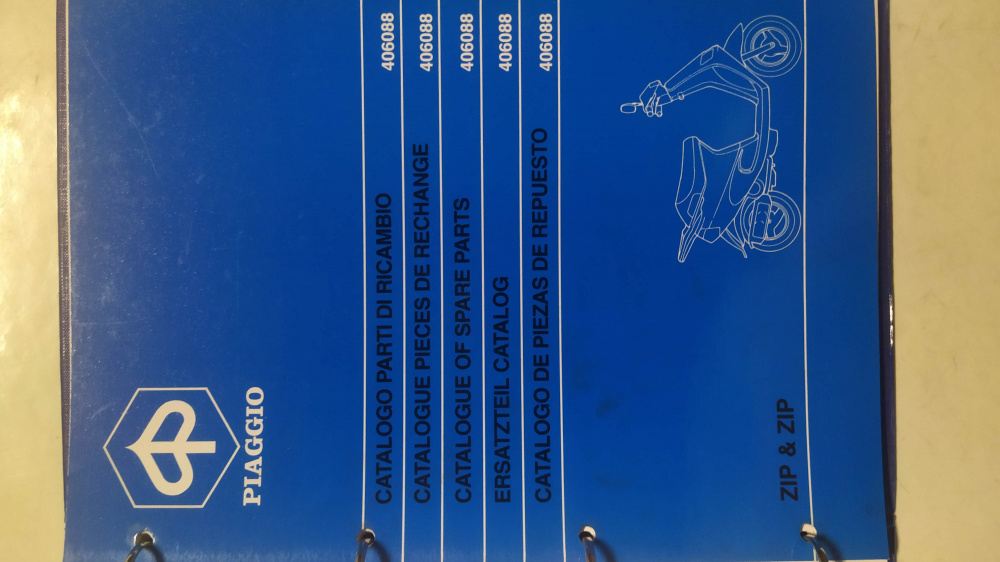 PIAGGIO
CATALOGO PARTI DI RICAMBIO 406088
CATALOGUE PIECES DE RECHANGE 406088
CATALOGUE OF SPARE PARTS 406088
ERSATZTEIL CATALOG 406088
CATALOGO DE PIEZAS DE REPUESTO 406088
ZIP & ZIP